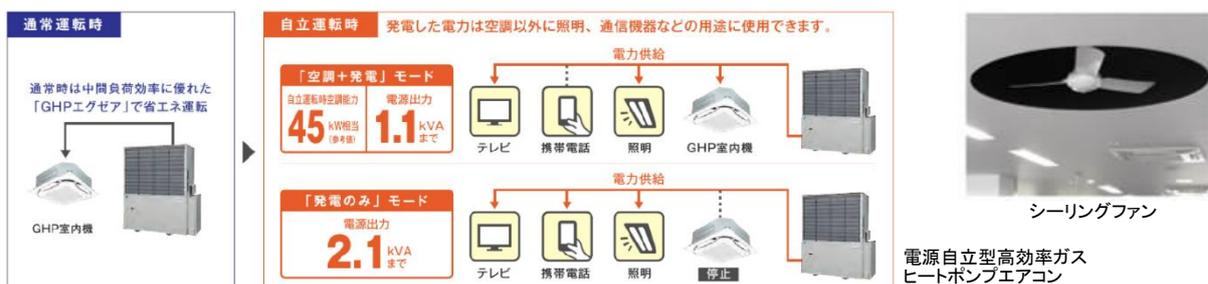 通常運転時
通常時は中間負荷効率に優れた
「GHPエグゼア」で省エネ運転
GHP室内機
自立運転時
発電した電力は空調以外に照明、通信機器などの用途に使用できます。
電力供給
「空調+発電」モード
自立運転時空調能力
45 kW相当
(参考値)
電源出力
1.1 kVA
まで
テレビ
携帯電話
照明
GHP室内機
電力供給
「発電のみ」モード
電源出力
2.1 kVA
まで
テレビ
携帯電話
照明
停止
シーリングファン
電源自立型高効率ガス
ヒートポンプエアコン